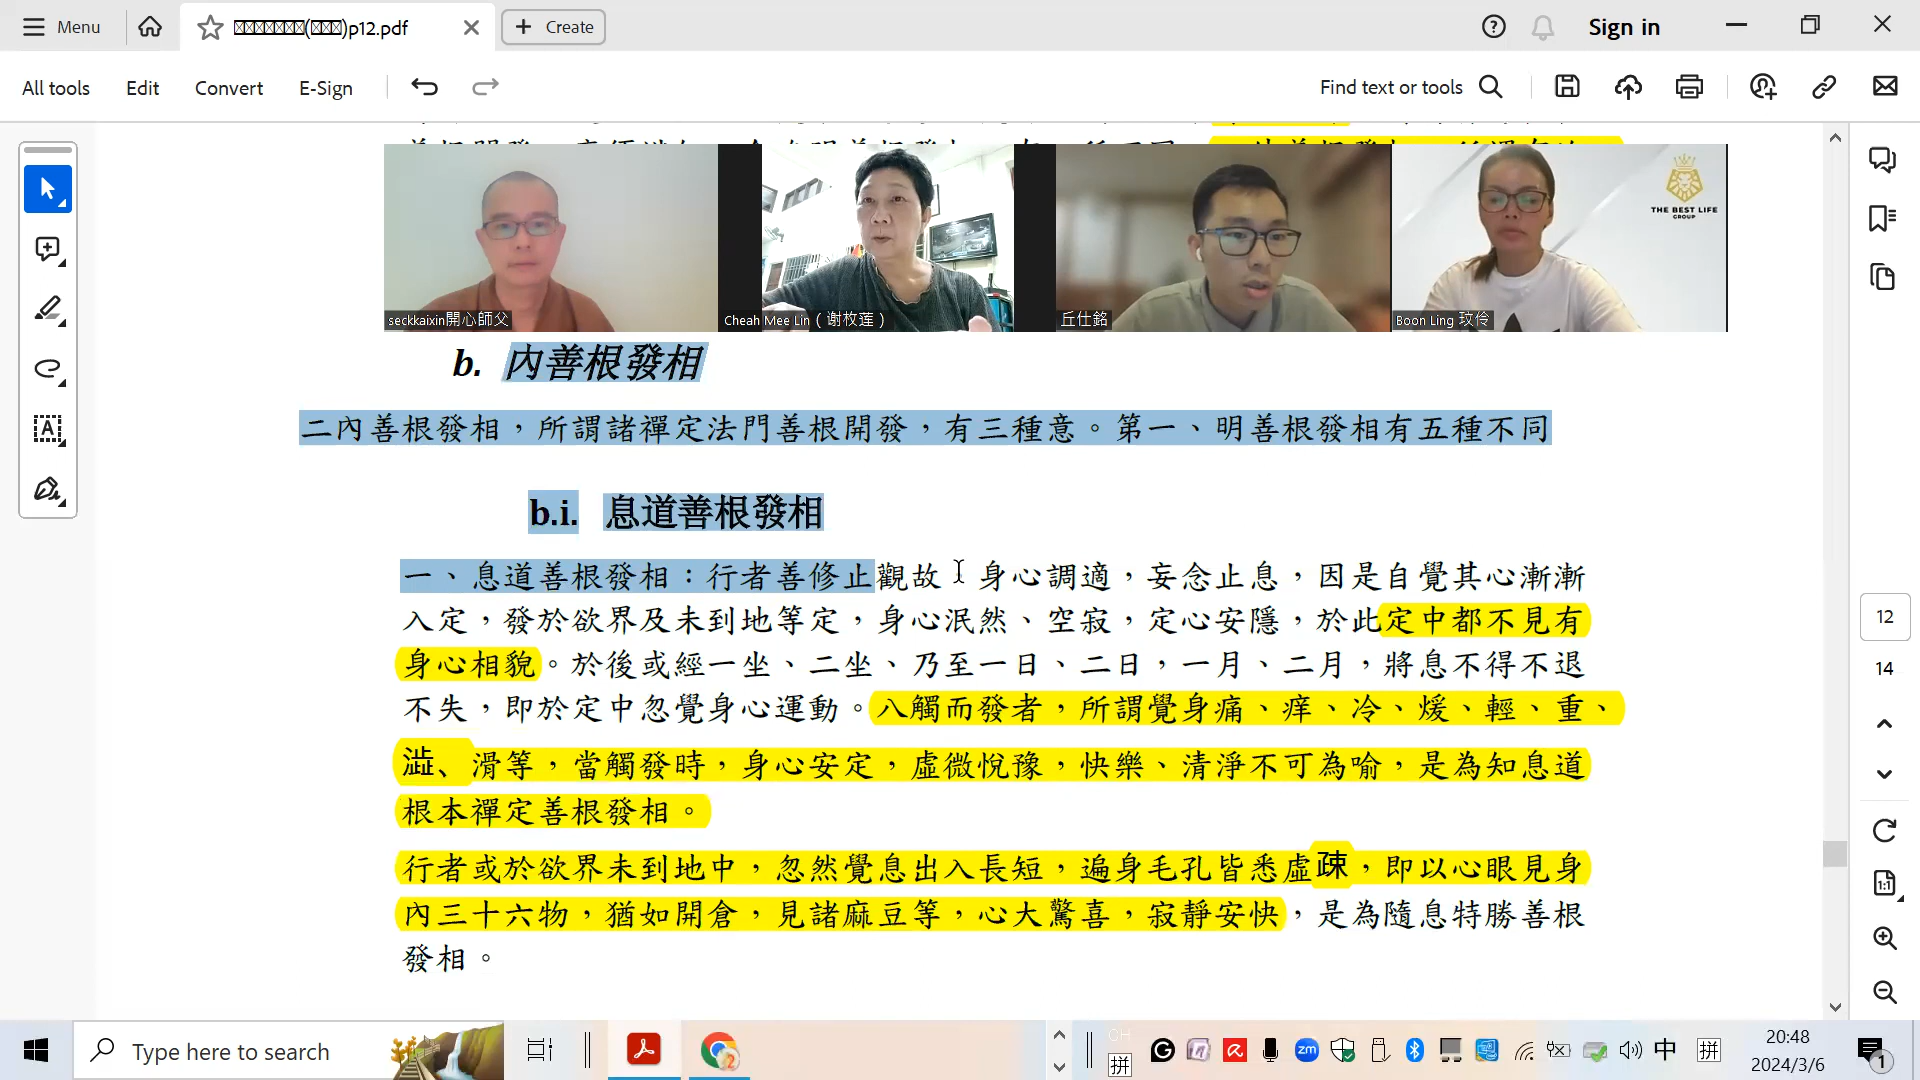 Menu
)p12.pdf
Create
Sign in
All tools
Edit
Convert
E-Sign
Find text or tools
THE BEST LIFE
GROUP
seckkaixin開心師父
Cheah Mee Lin（谢枚莲）
丘仕銘
Boon Ling 玟伶
b. 內善根發相
二內善根發相，所謂諸禪定法門善根開發，有三種意。第一、明善根發相有五種不同
b.i. 息道善根發相
一、息道善根發相：行者善修止觀故 身心調適，妄念止息，因是自覺其心漸漸
入定，發於欲界及未到地等定，身心泯然、空寂，定心安隱，於此定中都不見有
身心相貌。於後或經一坐、二坐、乃至一日、二日，一月、二月，將息不得不退
不失，即於定中忽覺身心運動。八觸而發者，所謂覺身痛、痒、冷、煖、輕、重、
澁、滑等，當觸發時，身心安定，虛微悅豫，快樂、清淨不可為喻，是為知息道
根本禪定善根發相。
行者或於欲界未到地中，忽然覺息出入長短，遍身毛孔皆悉虛疎，即以心眼見身
內三十六物，猶如開倉，見諸麻豆等，心大驚喜，寂靜安快，是為隨息特勝善根
發相。
12
14
Type here to search
CH
拼
zm
中
拼
20:48
2024/3/6
1